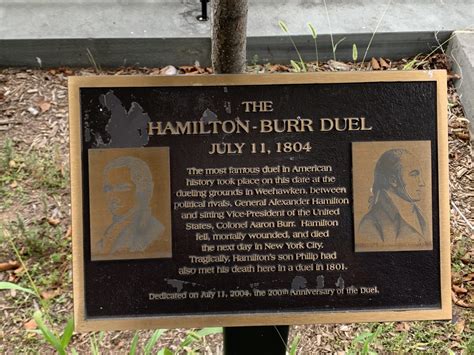 THE
HAMILTON-BURR DUEL
JULY 11, 1804
The most famous duel in American
history took place on this date at the
dueling grounds in Weehawken, between
political rivals, General Alexander Hamilton
and sitting Vice-President of the United
States, Colonel Aaron Burr. Hamilton
fell, mortally wounded, and died
the next day in New York City.
Tragically, Hamilton's son Philip had
also met his death here in a duel in 1801.
Dedicated on July 11, 2004, the 200th Anniversary of the Duel.